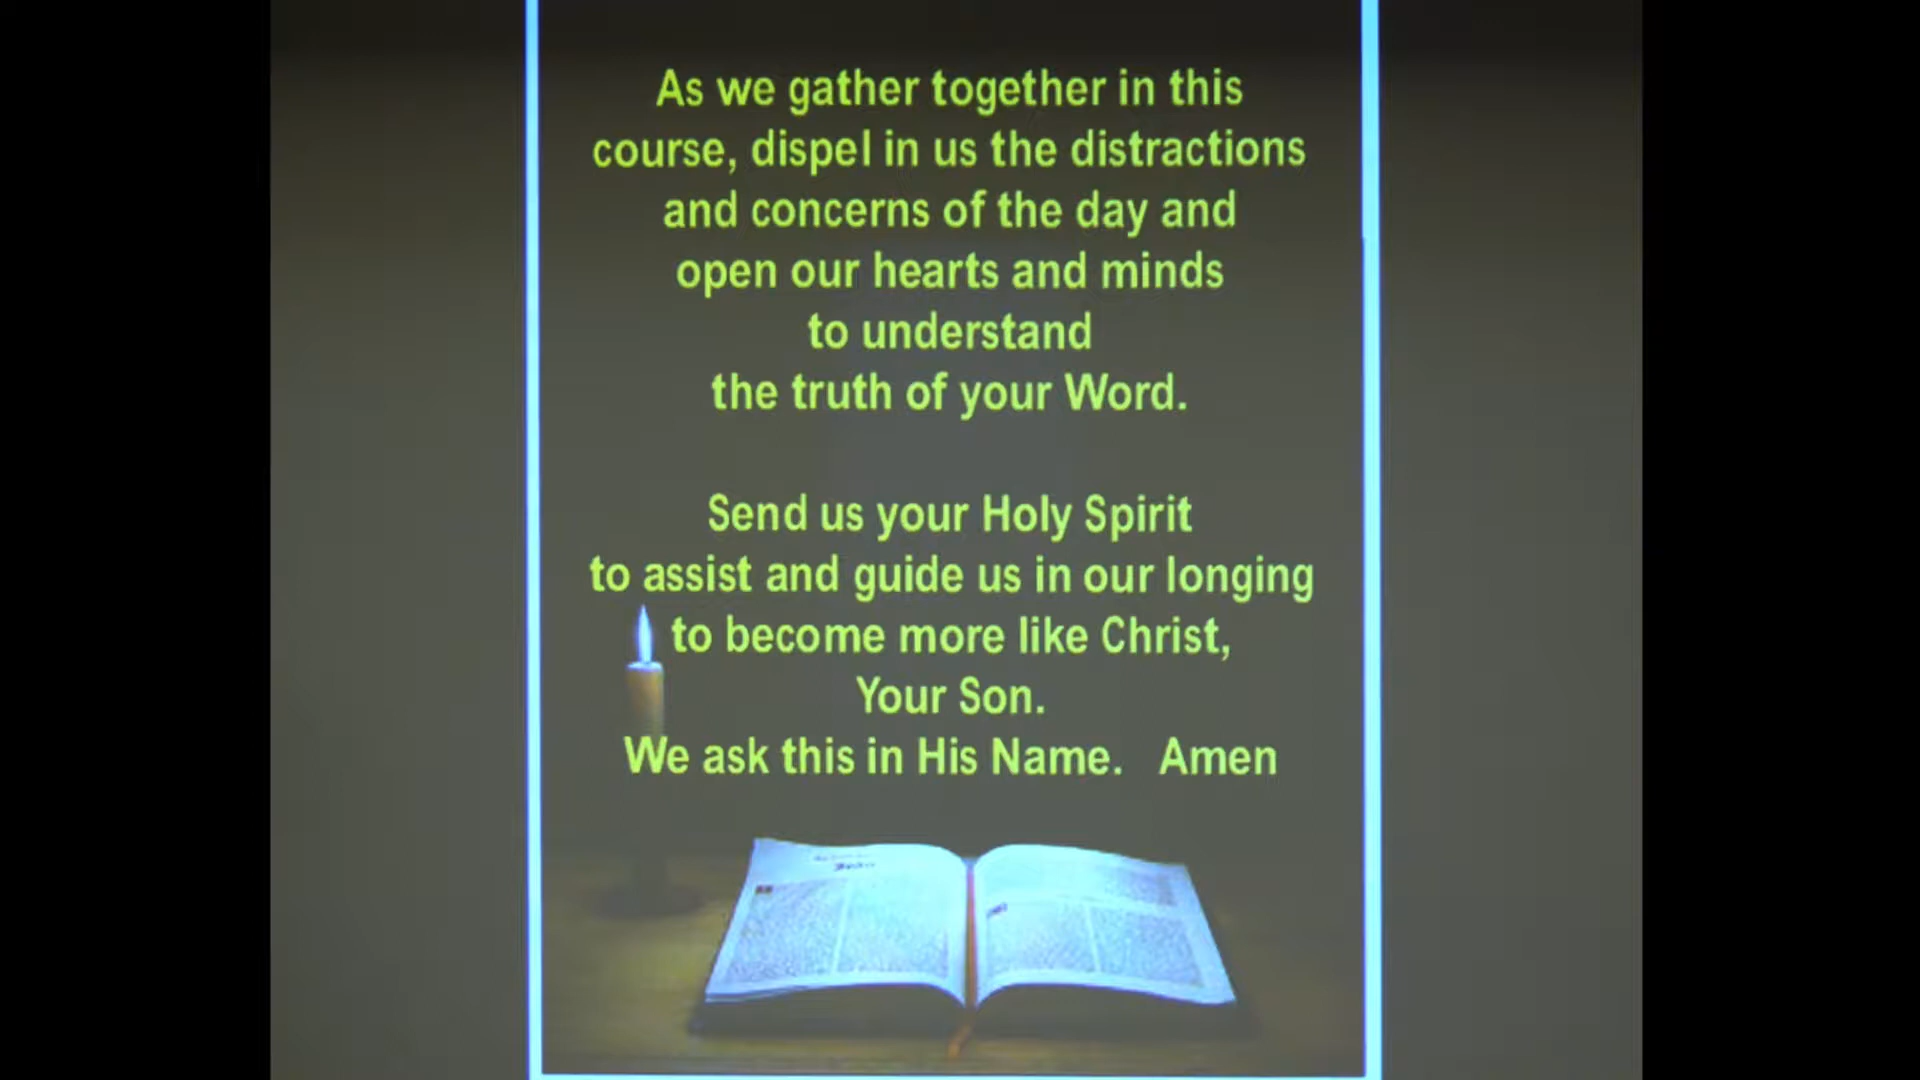 As we gather together in this
course, dispel in us the distractions
and concerns of the day and
open our hearts and minds
to understand
the truth of your Word.
Send us your Holy Spirit
to assist and guide us in our longing
to become more like Christ,
Your Son.
We ask this in His Name. Amen